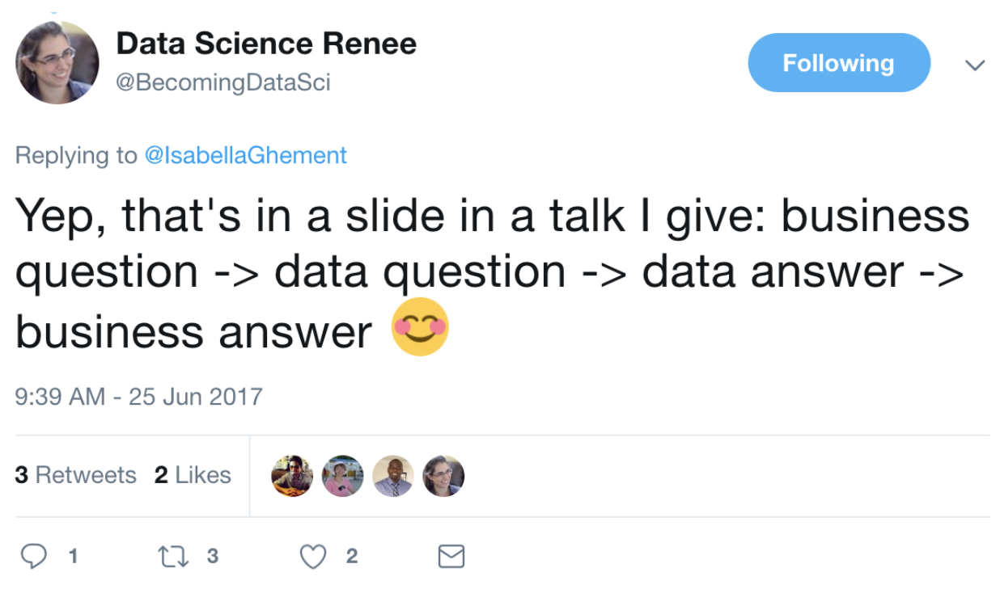 Data Science Renee
@BecomingDataSci
Following
Replying to @IsabellaGhement
Yep, that's in a slide in a talk I give: business
question -> data question -> data answer ->
business answer 😊
9:39 AM - 25 Jun 2017
3 Retweets 2 Likes
1 3 2